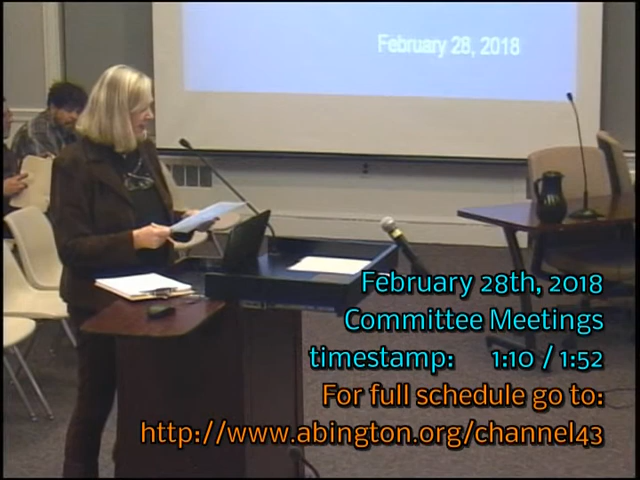 February 28, 2018
February 28th, 2018
Committee Meetings
timestamp: 1:10 / 1:52
For full schedule go to:
http://www.abington.org/channel43